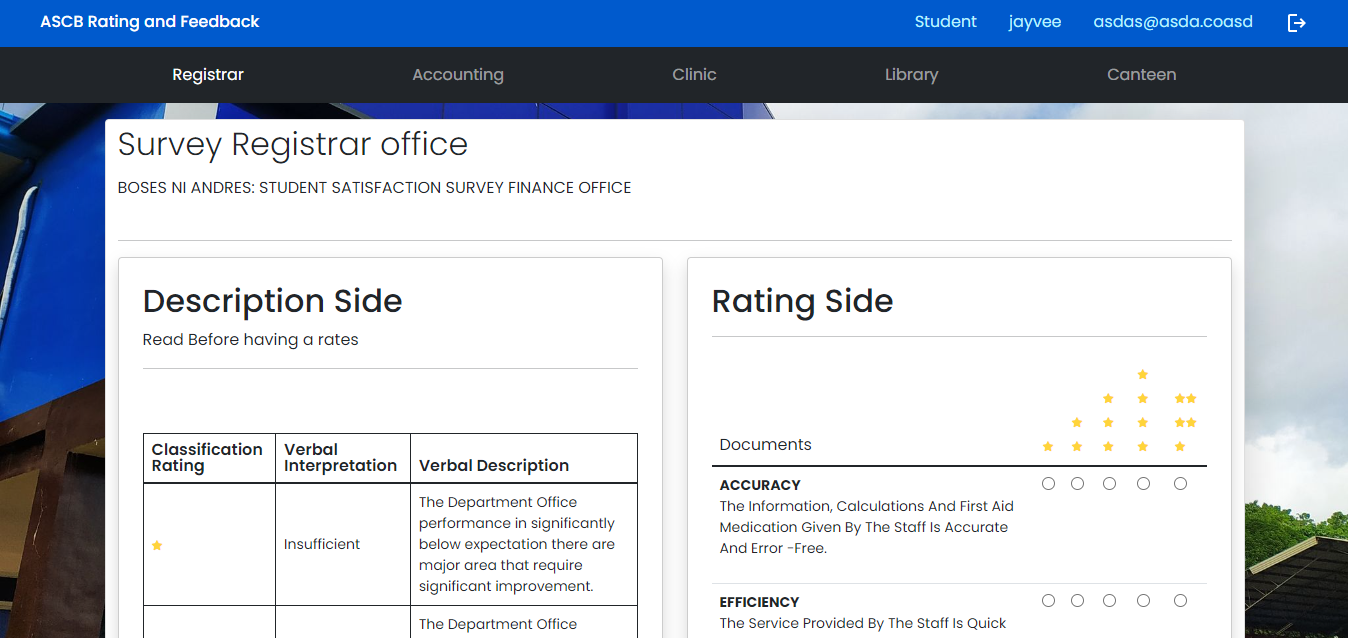 ASCB Rating and Feedback
Student jayvee asdas@asda.coasd
Registrar Accounting Clinic Library Canteen
Survey Registrar office
BOSES NI ANDRES: STUDENT SATISFACTION SURVEY FINANCE OFFICE
Description Side
Read Before having a rates
Classification Rating
Verbal Interpretation
Verbal Description
Insufficient
The Department Office
performance in significantly
below expectation there are
major area that require
significant improvement.
The Department Office
Rating Side
Documents
ACCURACY
The Information, Calculations And First Aid
Medication Given By The Staff Is Accurate
And Error -Free.
EFFICIENCY
The Service Provided By The Staff Is Quick